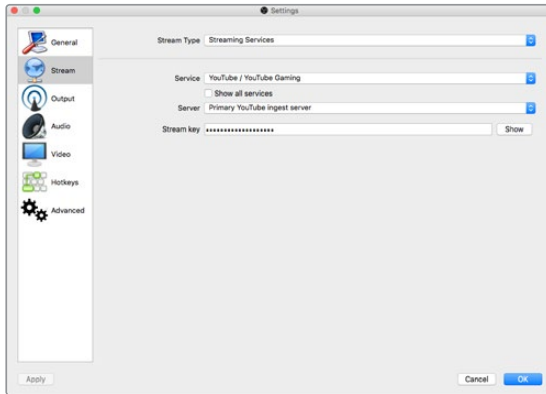 Settings
General
Stream
Output
Audio
Video
Hotkeys
Advanced
Stream Type Streaming Services
Service YouTube / YouTube Gaming
Show all services
Server Primary YouTube ingest server
Stream key Show
Apply Cancel OK